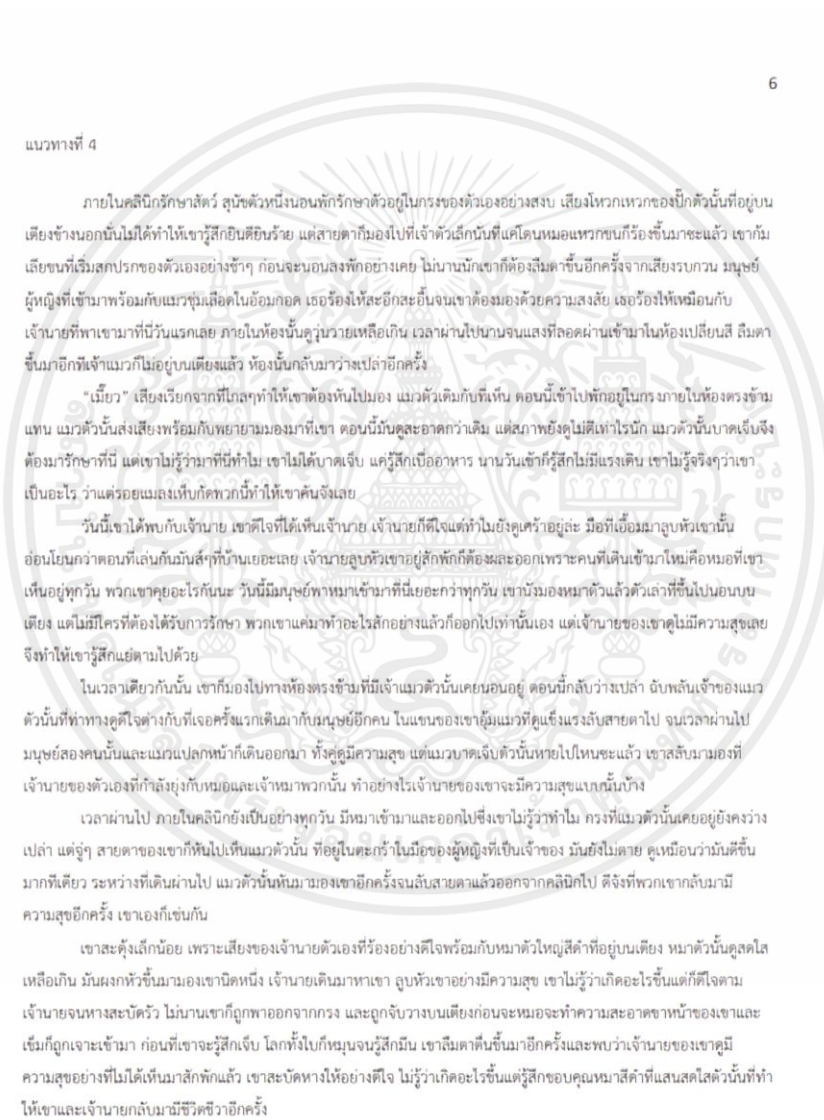 6
แนวทางที่ 4
ภายในคลินิกรักษาสัตว์ สุนัขตัวหนึ่งนอนพักรักษาตัวอยู่ในกรงของตัวเองอย่างสงบ เสียงโหวกเหวกของปั๊กตัวนั้นที่อยู่บน
เตียงข้างนอกนั่นไม่ได้ทำให้เขารู้สึกยินดียินร้าย แต่สายตาก็มองไปที่เจ้าตัวเล็กนั่นที่แค่โดนหมอแหวกขนก็ร้องขึ้นมาซะแล้ว เขาก้ม
เลียขนที่เริ่มสกปรกของตัวเองอย่างช้าๆ ก่อนจะนอนลงพักอย่างเคย ไม่นานนักเขาก็ต้องลืมตาขึ้นอีกครั้งจากเสียงรบกวน มนุษย์
ผู้หญิงที่เข้ามาพร้อมกับแมวชุ่มเลือดในอ้อมกอด เธอร้องไห้สะอึกสะอื้นจนเขาต้องมองด้วยความสงสัย เธอร้องไห้เหมือนกับ
เจ้านายที่พาเขามาที่นี่วันแรกเลย ภายในห้องนั้นดูวุ่นวายเหลือเกิน เวลาผ่านไปนานจนแสงที่ลอดผ่านเข้ามาในห้องเปลี่ยนสี ลืมตา
ขึ้นมาอีกทีเจ้าแมวก็ไม่อยู่บนเตียงแล้ว ห้องนั้นกลับมาว่างเปล่าอีกครั้ง
"เมี๊ยว" เสียงเรียกจากที่ไกลๆทำให้เขาต้องหันไปมอง แมวตัวเดิมกับที่เห็น ตอนนี้เข้าไปพักอยู่ในกรงภายในห้องตรงข้าม
แทน แมวตัวนั้นส่งเสียงพร้อมกับพยายามมองมาที่เขา ตอนนี้มันดูสะอาดกว่าเดิม แต่สภาพยังดูไม่ดีเท่าไรนัก แมวตัวนั้นบาดเจ็บจึง
ต้องมารักษาที่นี่ แต่เขาไม่รู้ว่ามาที่นี่ทำไม เขาไม่ได้บาดเจ็บ แค่รู้สึกเบื่ออาหาร นานวันเข้าก็รู้สึกไม่มีแรงเดิน เขาไม่รู้จริงๆว่าเขา
เป็นอะไร ว่าแต่รอยแมลงเห็บกัดพวกนี้ทำให้เขาคันจังเลย
วันนี้เขาได้พบกับเจ้านาย เขาดีใจที่ได้เห็นเจ้านาย เจ้านายก็ดีใจแต่ทำไมยังดูเศร้าอยู่ล่ะ มือที่เอื้อมมาลูบหัวเขานั้น
อ่อนโยนกว่าตอนที่เล่นกันมันส์ๆที่บ้านเยอะเลย เจ้านายลูบหัวเขาอยู่สักพักก็ต้องผละออกเพราะคนที่เดินเข้ามาใหม่คือหมอที่เขา
เห็นอยู่ทุกวัน พวกเขาคุยอะไรกันนะ วันนี้มีมนุษย์พาหมาเข้ามาที่นี่เยอะกว่าทุกวัน เขานั่งมองหมาตัวแล้วตัวเล่าที่ขึ้นไปนอนบน
เตียง แต่ไม่มีใครที่ต้องได้รับการรักษา พวกเขาแค่มาทำอะไรสักอย่างแล้วก็ออกไปเท่านั้นเอง แต่เจ้านายของเขาดูไม่มีความสุขเลย
จึงทำให้เขารู้สึกแย่ตามไปด้วย
ในเวลาเดียวกันนั้น เขาก็มองไปทางห้องตรงข้ามที่มีเจ้าแมวตัวนั้นเคยนอนอยู่ ตอนนี้กลับว่างเปล่า ฉับพลันเจ้าของแมว
ตัวนั้นที่ท่าทางดูดีใจต่างกับที่เจอครั้งแรกเดินมากับมนุษย์อีกคน ในแขนของเขาอุ้มแมวที่ดูแข็งแรงลับสายตาไป จนเวลาผ่านไป
มนุษย์สองคนนั้นและแมวแปลกหน้าก็เดินออกมา ทั้งคู่ดูมีความสุข แต่แมวบาดเจ็บตัวนั้นหายไปไหนซะแล้ว เขาสลับมามองที่
เจ้านายของตัวเองที่กำลังยุ่งกับหมอและเจ้าหมาพวกนั้น ทำอย่างไรเจ้านายของเขาจะมีความสุขแบบนั้นบ้าง
เวลาผ่านไป ภายในคลินิกยังเป็นอย่างทุกวัน มีหมาเข้ามาและออกไปซึ่งเขาไม่รู้ว่าทำไม กรงที่แมวตัวนั้นเคยอยู่ยังคงว่าง
เปล่า แต่จู่ๆ สายตาของเขาก็หันไปเห็นแมวตัวนั้น ที่อยู่ในตะกร้าในมือของผู้หญิงที่เป็นเจ้าของ มันยังไม่ตาย ดูเหมือนว่ามันดีขึ้น
มากทีเดียว ระหว่างที่เดินผ่านไป แมวตัวนั้นหันมามองเขาอีกครั้งจนลับสายตาแล้วออกจากคลินิกไป ดีจังที่พวกเขากลับมามี
ความสุขอีกครั้ง เขาเองก็เช่นกัน
เขาสะดุ้งเล็กน้อย เพราะเสียงของเจ้านายตัวเองที่ร้องอย่างดีใจพร้อมกับหมาตัวใหญ่สีดำที่อยู่บนเตียง หมาตัวนั้นดูสดใส
เหลือเกิน มันผงกหัวขึ้นมามองเขานิดหนึ่ง เจ้านายเดินมาหาเขา ลูบหัวเขาอย่างมีความสุข เขาไม่รู้ว่าเกิดอะไรขึ้นแต่ก็ดีใจตาม
เจ้านายจนหางสะบัดรัว ไม่นานเขาก็ถูกพาออกจากกรง และถูกจับวางบนเตียงก่อนจะหมอจะทำความสะอาดขาหน้าของเขาและ
เข็มก็ถูกเจาะเข้ามา ก่อนที่เขาจะรู้สึกเจ็บ โลกทั้งใบก็หมุนจนรู้สึกมึน เขาลืมตาตื่นขึ้นมาอีกครั้งและพบว่าเจ้านายของเขาดูมี
ความสุขอย่างที่ไม่ได้เห็นมาสักพักแล้ว เขาสะบัดหางให้อย่างดีใจ ไม่รู้ว่าเกิดอะไรขึ้นแต่รู้สึกขอบคุณหมาสีดำที่แสนสดใสตัวนั้นที่ทำ
ให้เขาและเจ้านายกลับมามีชีวิตชีวาอีกครั้ง